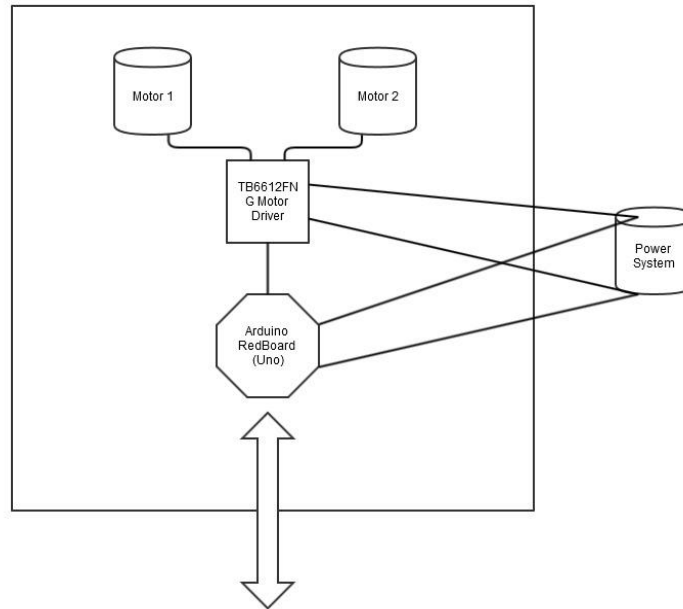 Motor 1
Motor 2
TB6612FN
G Motor
Driver
Power
System
Arduino
RedBoard
(Uno)